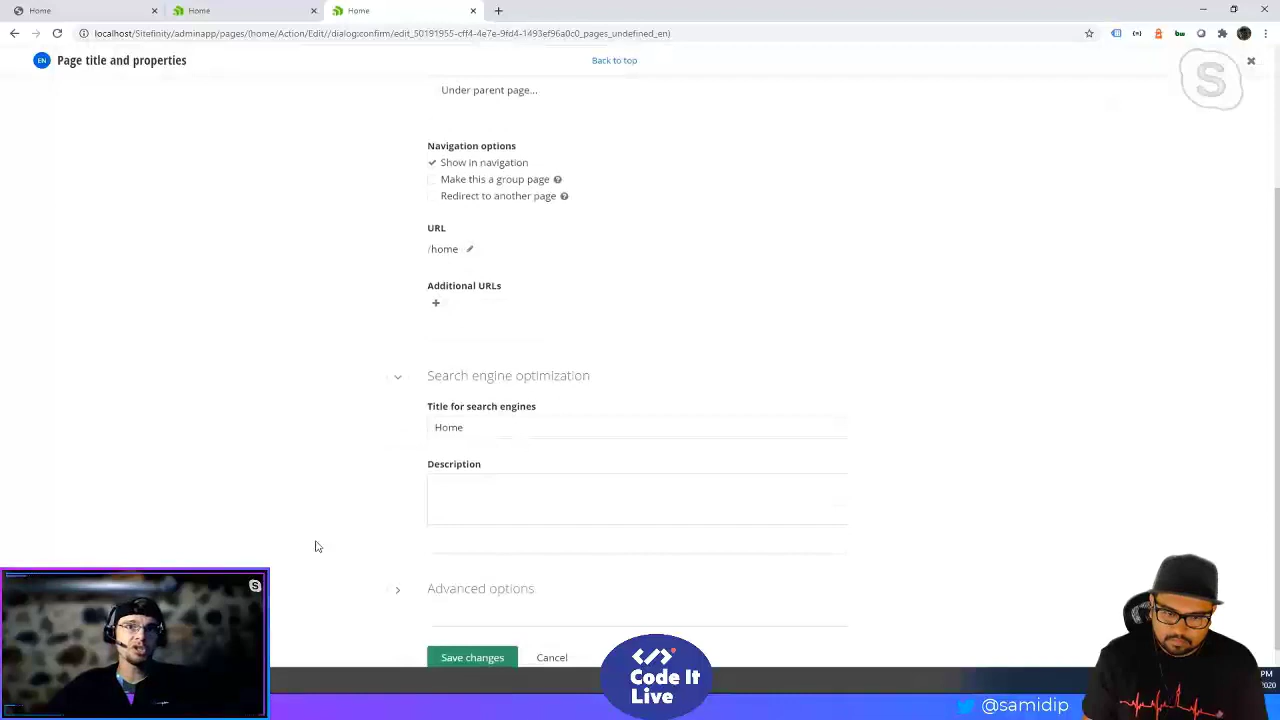 Home
Home
Home
localhost/Sitefinity/adminapp/pages/(home/Action/Edit//dialog:confirm/edit_50191955-cff4-4e7e-9fd4-1493ef96a0c0_pages_undefined_en)
EN
Page title and properties
Back to top
Under parent page...
Navigation options
Show in navigation
Make this a group page
Redirect to another page
URL
/home
Additional URLs
Search engine optimization
Title for search engines
Home
Description
Advanced options
Save changes
Cancel
</> Code It Live
PM
2020
@samidip